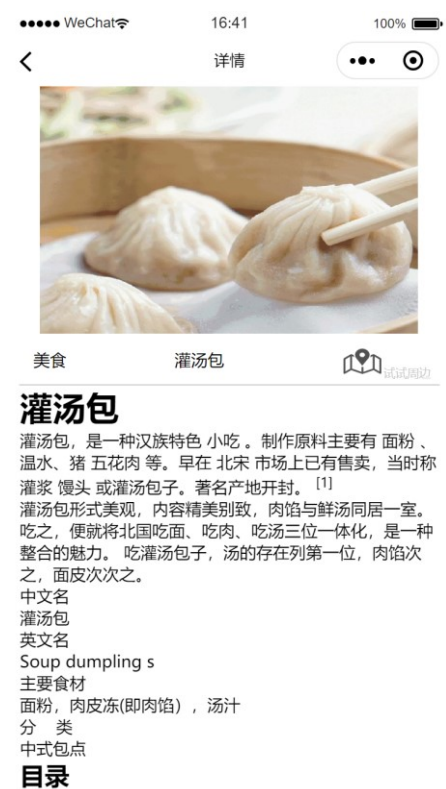 WeChat 16:41 100%
详情
美食 灌汤包 试试周边
灌汤包
灌汤包，是一种汉族特色 小吃 。制作原料主要有 面粉 、
温水、猪 五花肉 等。早在 北宋 市场上已有售卖，当时称
灌浆 馒头 或灌汤包子。著名产地开封。 [1]
灌汤包形式美观，内容精美别致，肉馅与鲜汤同居一室。
吃之，便就将北国吃面、吃肉、吃汤三位一体化，是一种
整合的魅力。 吃灌汤包子，汤的存在列第一位，肉馅次
之，面皮次次之。
中文名
灌汤包
英文名
Soup dumpling s
主要食材
面粉，肉皮冻(即肉馅），汤汁
分 类
中式包点
目录